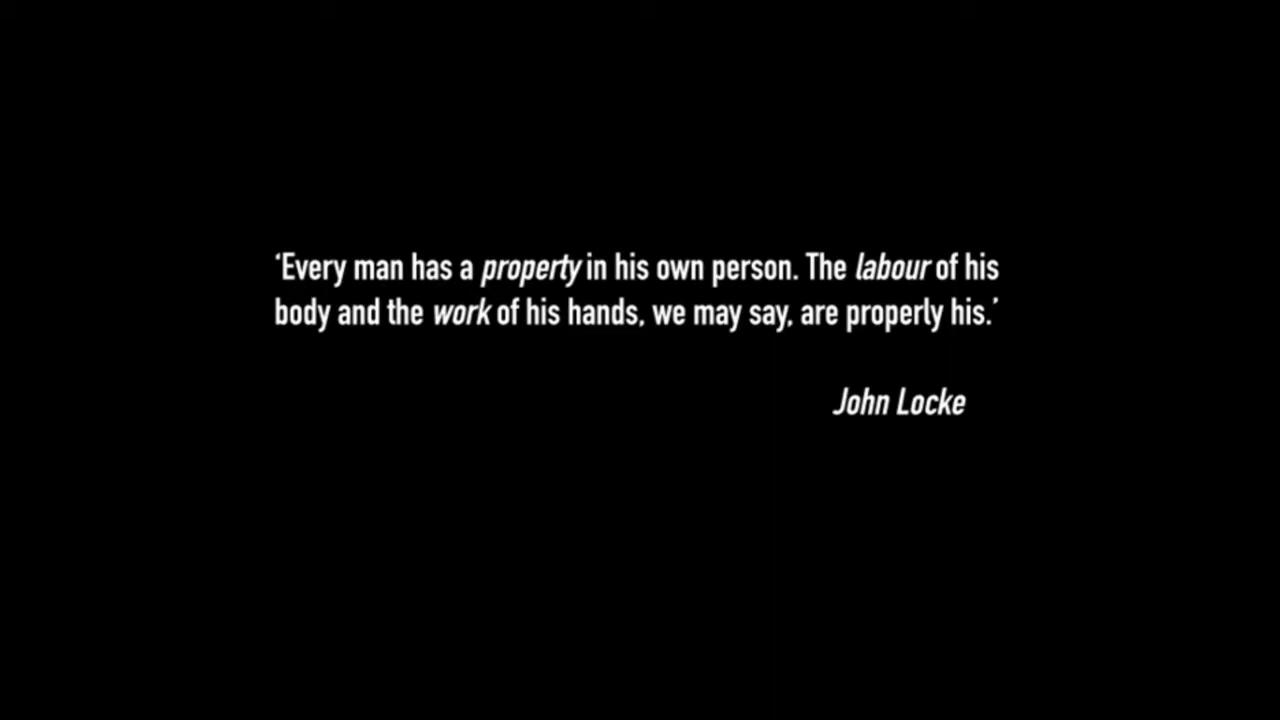 ‘Every man has a property in his own person. The labour of his
body and the work of his hands, we may say, are properly his.’
John Locke